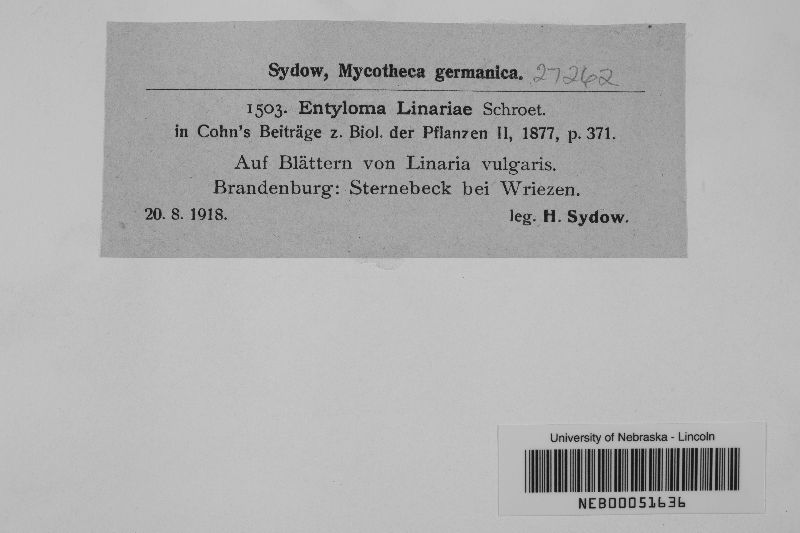 Sydow, Mycotheca germanica. 27262
1503. Entyloma Linariae Schroet.
in Cohn's Beiträge z. Biol. der Pflanzen II, 1877, p. 371.
Auf Blättern von Linaria vulgaris.
Brandenburg: Sternebeck bei Wriezen.
20. 8. 1918. leg. H. Sydow.
University of Nebraska - Lincoln
NEB00051636